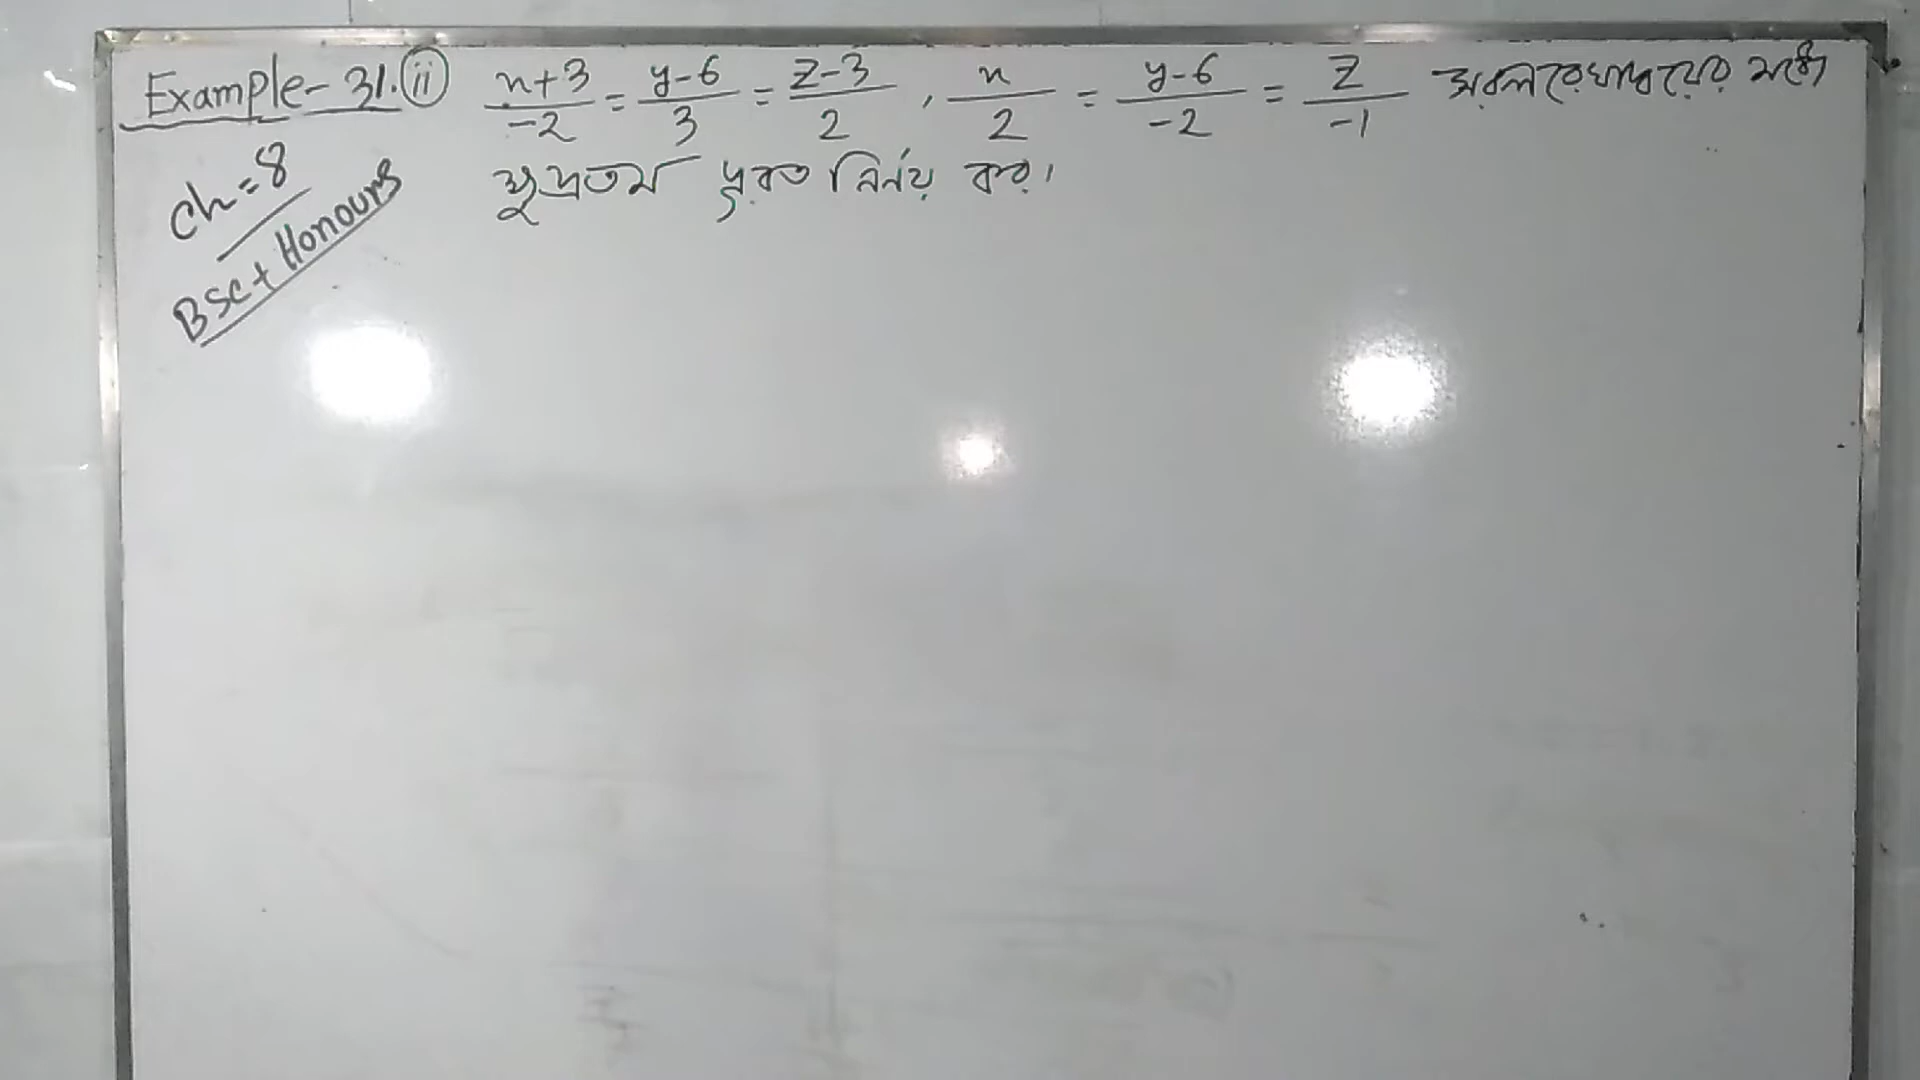 Example-31.ii x+3/-2 = y-6/3 = z-3/2 , x/2 = y-6/-2 = z/-1 সরলরেখাদ্বয়ের মধ্যে
ক্ষুদ্রতম দূরত্ব নির্ণয় কর।
Ch=8
BSc+Honours